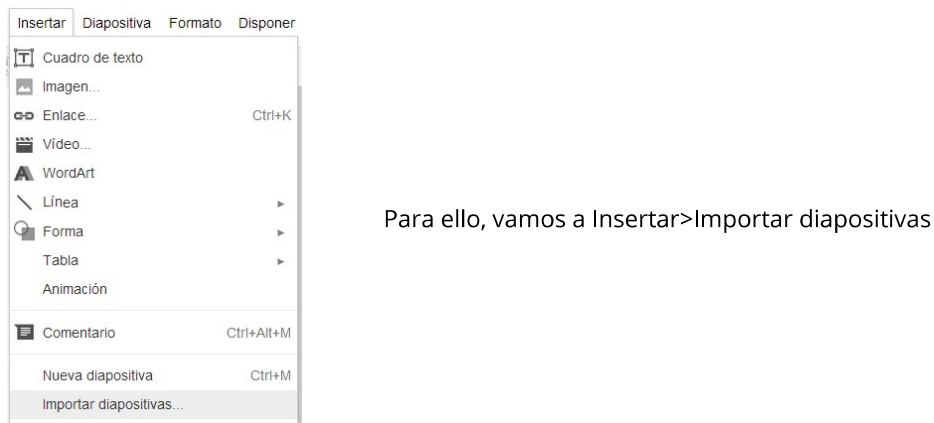 Insertar Diapositiva Formato Disponer
Cuadro de texto
Imagen...
Enlace... Ctrl+K
Vídeo...
WordArt
Línea
Forma
Tabla
Animación
Comentario Ctrl+Alt+M
Nueva diapositiva Ctrl+M
Importar diapositivas...
Para ello, vamos a Insertar>Importar diapositivas